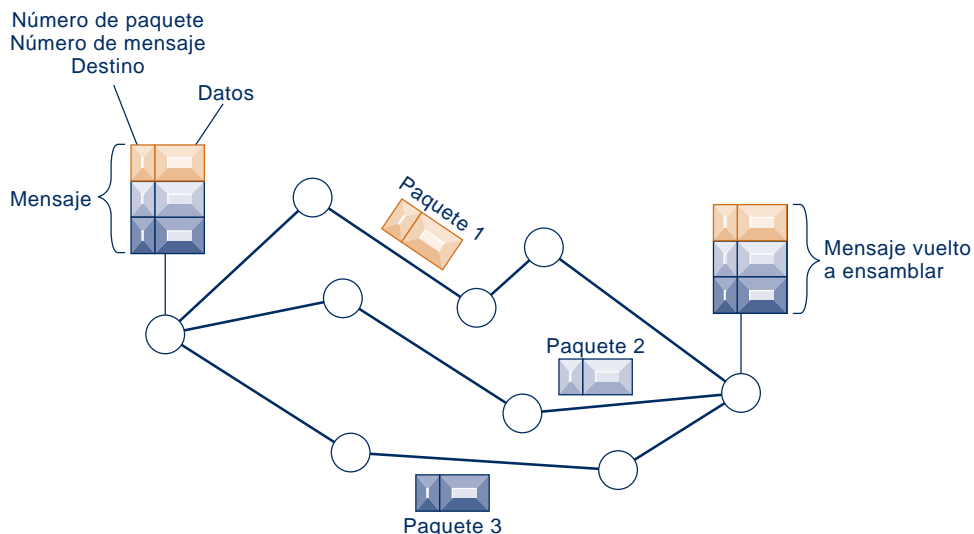 Número de paquete
Número de mensaje
Destino
Datos
Mensaje
Paquete 1
Mensaje vuelto
a ensamblar
Paquete 2
Paquete 3